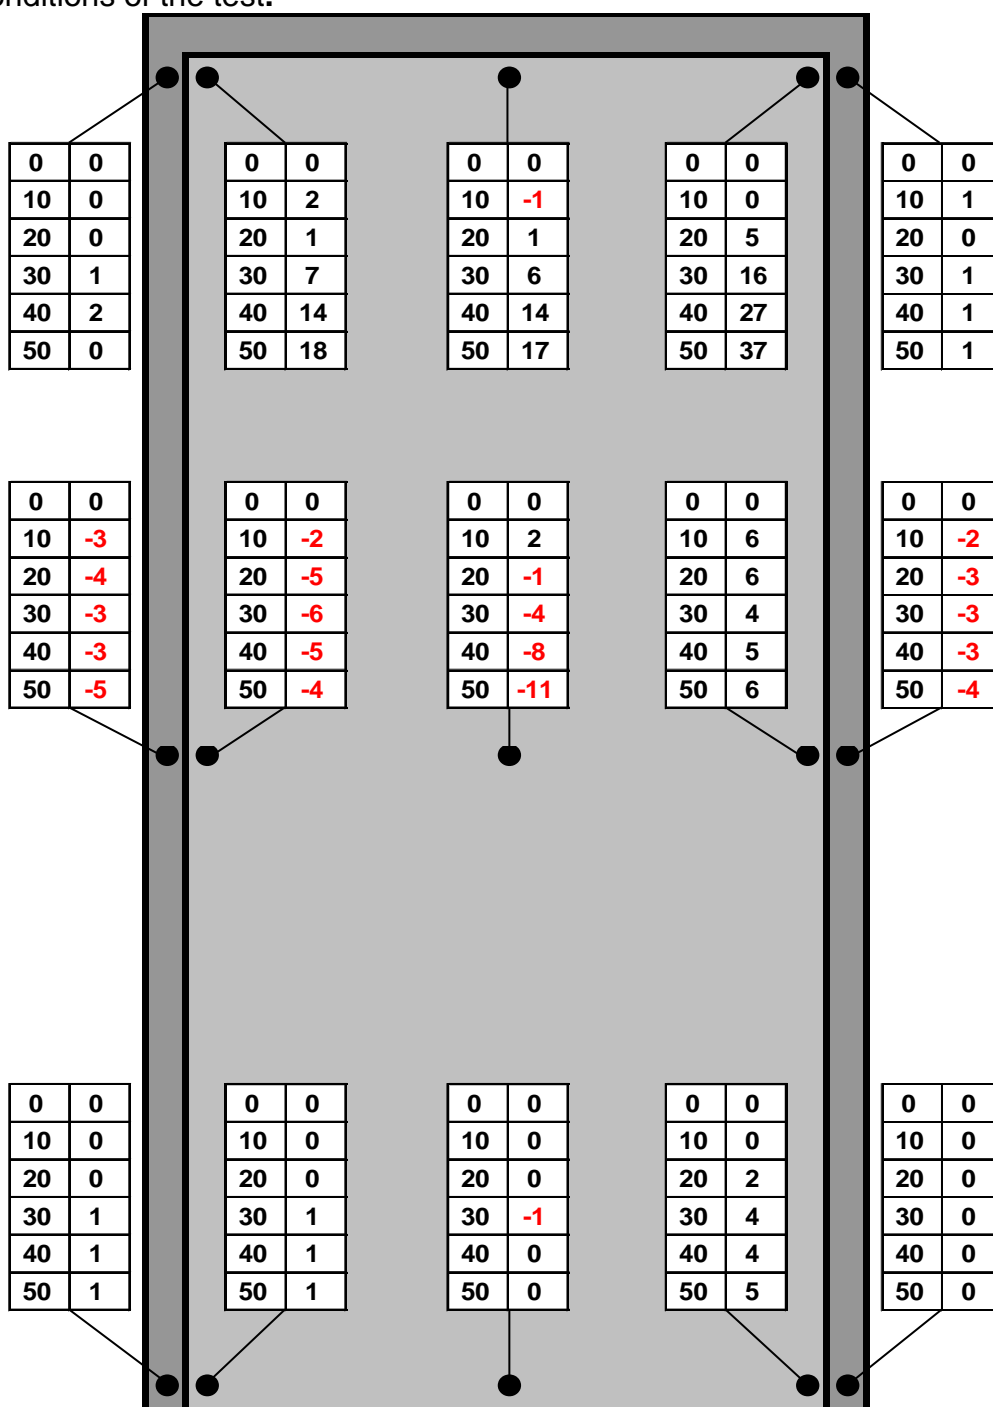 onditions of the test.
0 0 0 0 0 0 0 0 0 0
10 0 10 2 10 -1 10 0 10 1
20 0 20 1 20 1 20 5 20 0
30 1 30 7 30 6 30 16 30 1
40 2 40 14 40 14 40 27 40 1
50 0 50 18 50 17 50 37 50 1
0 0 0 0 0 0 0 0 0 0
10 -3 10 -2 10 2 10 6 10 -2
20 -4 20 -5 20 -1 20 6 20 -3
30 -3 30 -6 30 -4 30 4 30 -3
40 -3 40 -5 40 -8 40 5 40 -3
50 -5 50 -4 50 -11 50 6 50 -4
0 0 0 0 0 0 0 0 0 0
10 0 10 0 10 0 10 0 10 0
20 0 20 0 20 0 20 2 20 0
30 1 30 1 30 -1 30 4 30 0
40 1 40 1 40 0 40 4 40 0
50 1 50 1 50 0 50 5 50 0